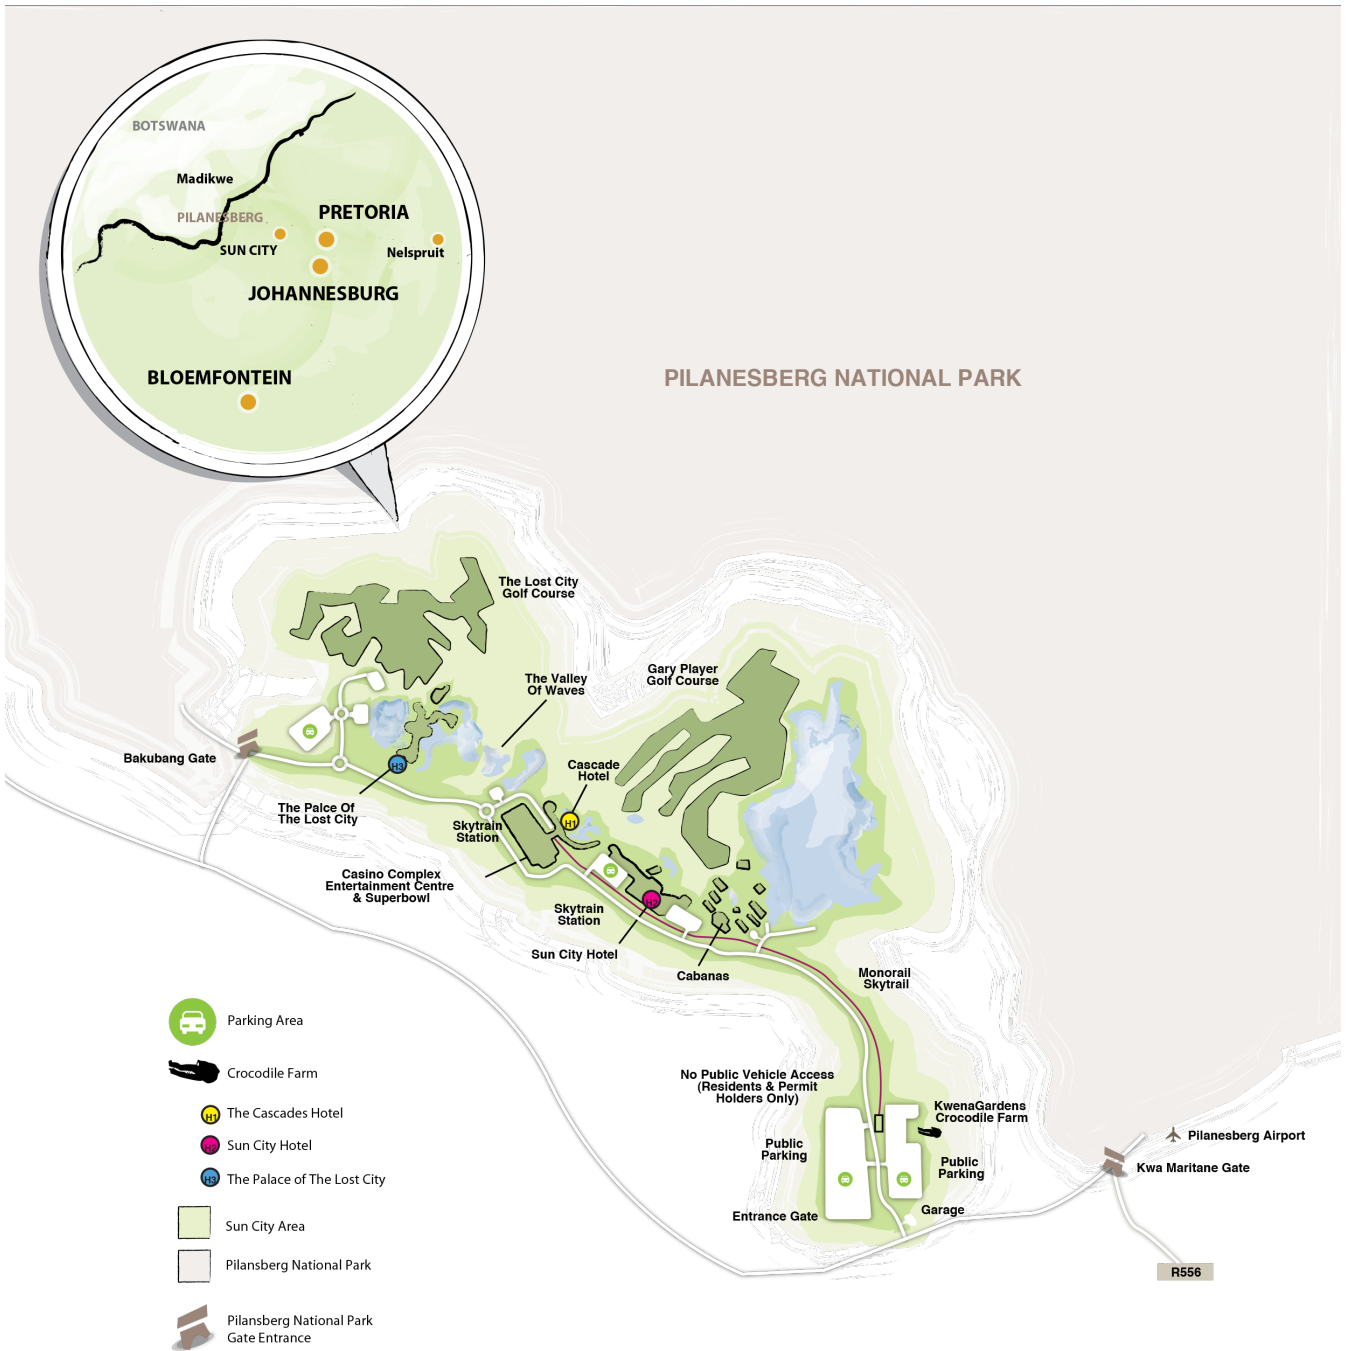 BOTSWANA
Madikwe
PILANESBERG
PRETORIA
SUN CITY
Nelspruit
JOHANNESBURG
BLOEMFONTEIN
PILANESBERG NATIONAL PARK
The Lost City
Golf Course
Gary Player
Golf Course
The Valley
Of Waves
Bakubang Gate
H3
Cascade
Hotel
The Palce Of
The Lost City
H1
Skytrain
Station
Casino Complex
Entertainment Centre
& Superbowl
H2
Skytrain
Station
Sun City Hotel
Cabanas
Monorail
Skytrail
Parking Area
Crocodile Farm
H1
The Cascades Hotel
H2
Sun City Hotel
H3
The Palace of The Lost City
Sun City Area
Pilansberg National Park
Pilansberg National Park
Gate Entrance
No Public Vehicle Access
(Residents & Permit
Holders Only)
KwenaGardens
Crocodile Farm
Public
Parking
Public
Parking
Entrance Gate
Garage
Pilanesberg Airport
Kwa Maritane Gate
R556